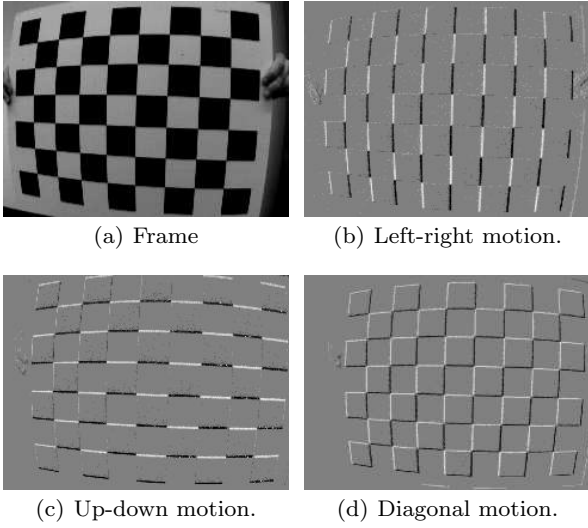 (a) Frame
(b) Left-right motion.
(c) Up-down motion.
(d) Diagonal motion.